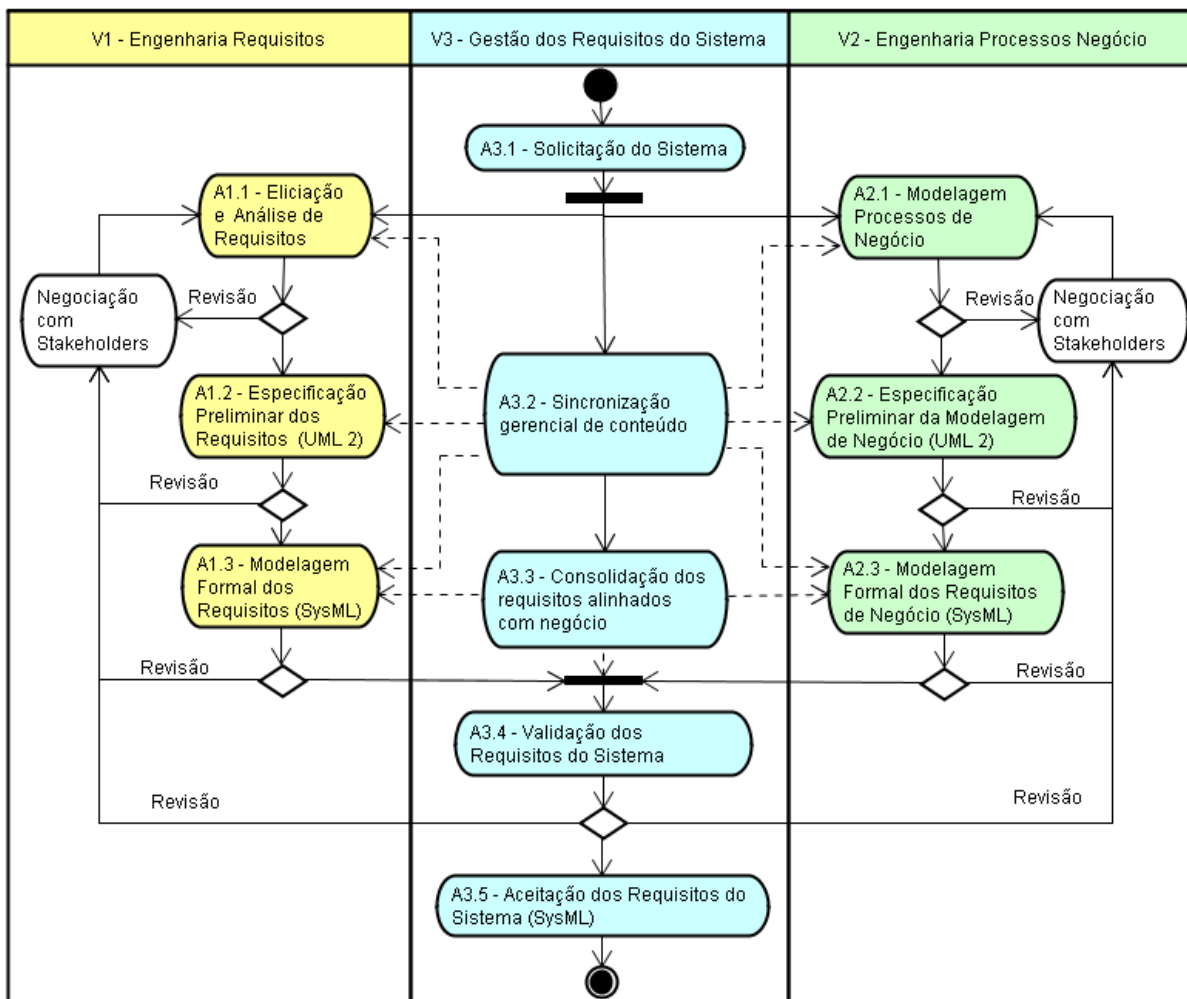 V1 - Engenharia Requisitos
V3 - Gestão dos Requisitos do Sistema
V2 - Engenharia Processos Negócio
A3.1 - Solicitação do Sistema
A1.1 - Eliciação
e Análise de
Requisitos
A2.1 - Modelagem
Processos de
Negócio
Negociação
com
Stakeholders
Revisão
Revisão
Negociação
com
Stakeholders
A1.2 - Especificação
Preliminar dos
Requisitos (UML 2)
A3.2 - Sincronização
gerencial de conteúdo
A2.2 - Especificação
Preliminar da Modelagem
de Negócio (UML 2)
Revisão
Revisão
A1.3 - Modelagem
Formal dos
Requisitos (SysML)
A3.3 - Consolidação dos
requisitos alinhados
com negócio
A2.3 - Modelagem
Formal dos Requisitos
de Negócio (SysML)
Revisão
Revisão
A3.4 - Validação dos
Requisitos do Sistema
Revisão
Revisão
A3.5 - Aceitação dos Requisitos do
Sistema (SysML)